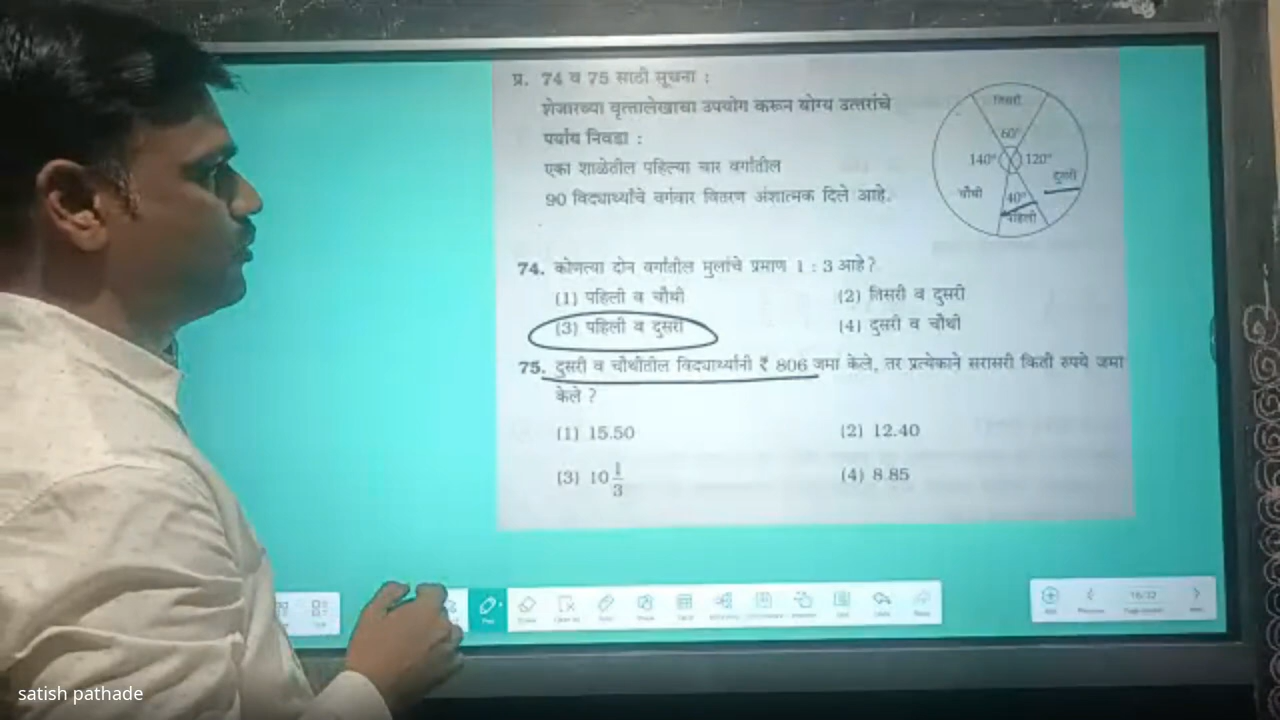 प्र. 74 व 75 साठी सूचना :
शेजारच्या वृत्तालेखाचा उपयोग करून योग्य उत्तरांचे
पर्याय निवडा :
एका शाळेतील पहिल्या चार वर्गांतील
90 विद्यार्थ्यांचे वर्गवार वितरण अंशात्मक दिले आहे.
तिसरी
60°
140° 120°
दुसरी
चौथी
40°
पहिली
74. कोणत्या दोन वर्गांतील मुलांचे प्रमाण 1 : 3 आहे ?
(1) पहिली व चौथी (2) तिसरी व दुसरी
(3) पहिली व दुसरी (4) दुसरी व चौथी
75. दुसरी व चौथीतील विद्यार्थ्यांनी ₹ 806 जमा केले, तर प्रत्येकाने सरासरी किती रुपये जमा
केले ?
(1) 15.50 (2) 12.40
(3) 10 1/3 (4) 8.85
16/32
satish pathade